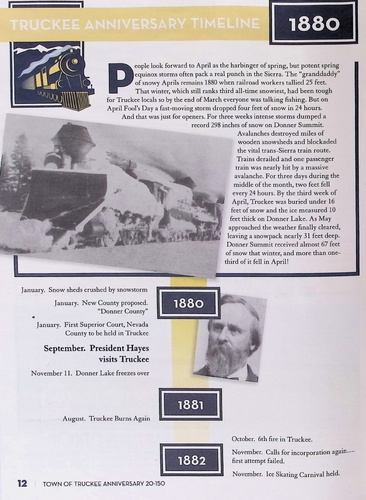 TRUCKEE ANNIVERSARY TIMELINE
1880
People look forward to April as the harbinger of spring, but potent spring
equinox storms often pack a real punch in the Sierra. The "granddaddy"
of snowy Aprils remains 1880 when railroad workers tallied 25 feet.
That winter, which still ranks third all-time snowiest, had been tough
for Truckee locals so by the end of March everyone was talking fishing. But on
April Fool's Day a fast-moving storm dropped four feet of snow in 24 hours.
And that was just for openers. For three weeks intense storms dumped a
record 298 inches of snow on Donner Summit.
Avalanches destroyed miles of
wooden snowsheds and blockaded
the vital trans-Sierra train route.
Trains derailed and one passenger
train was nearly hit by a massive
avalanche. For three days during the
middle of the month, two feet fell
every 24 hours. By the third week of
April, Truckee was buried under 16
feet of snow and the ice measured 10
feet thick on Donner Lake. As May
approached the weather finally cleared,
leaving a snowpack nearly 31 feet deep.
Donner Summit received almost 67 feet
of snow that winter, and more than one-
third of it fell in April!
January. Snow sheds crushed by snowstorm
January. New County proposed.
"Donner County"
January. First Superior Court, Nevada
County to be held in Truckee
September. President Hayes
visits Truckee
November 11. Donner Lake freezes over
1880
1881
August. Truckee Burns Again
1882
October. 6th fire in Truckee.
November. Calls for incorporation again—
first attempt failed.
November. Ice Skating Carnival held.
12 TOWN OF TRUCKEE ANNIVERSARY 20-150